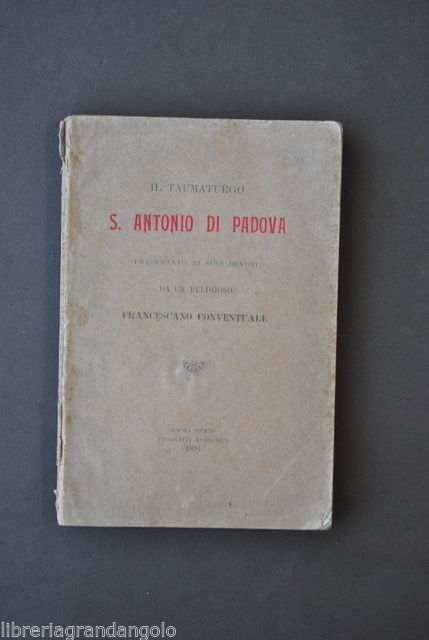 IL TAUMATURGO
S. ANTONIO DI PADOVA
PRESENTATO AI SUOI DEVOTI
DA UN RELIGIOSO
FRANCESCANO CONVENTUALE
ASCOLI PICENO
TIPOGRAFIA ECONOMICA
1896
libreriagrandangolo